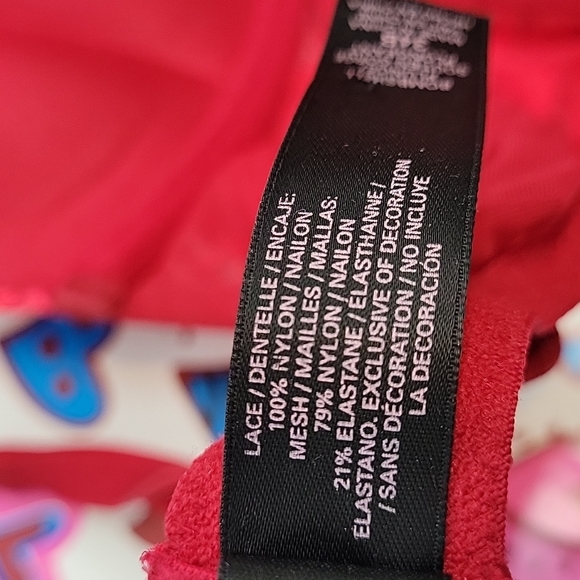 LACE / DENTELLE / ENCAJE:
100% NYLON / NAILON
MESH / MAILLES / MALLAS:
79% NYLON / NAILON
21% ELASTANE / ELASTHANNE /
ELASTANO. EXCLUSIVE OF DECORATION
/ SANS DÉCORATION / NO INCLUYE
LA DECORACIÓN